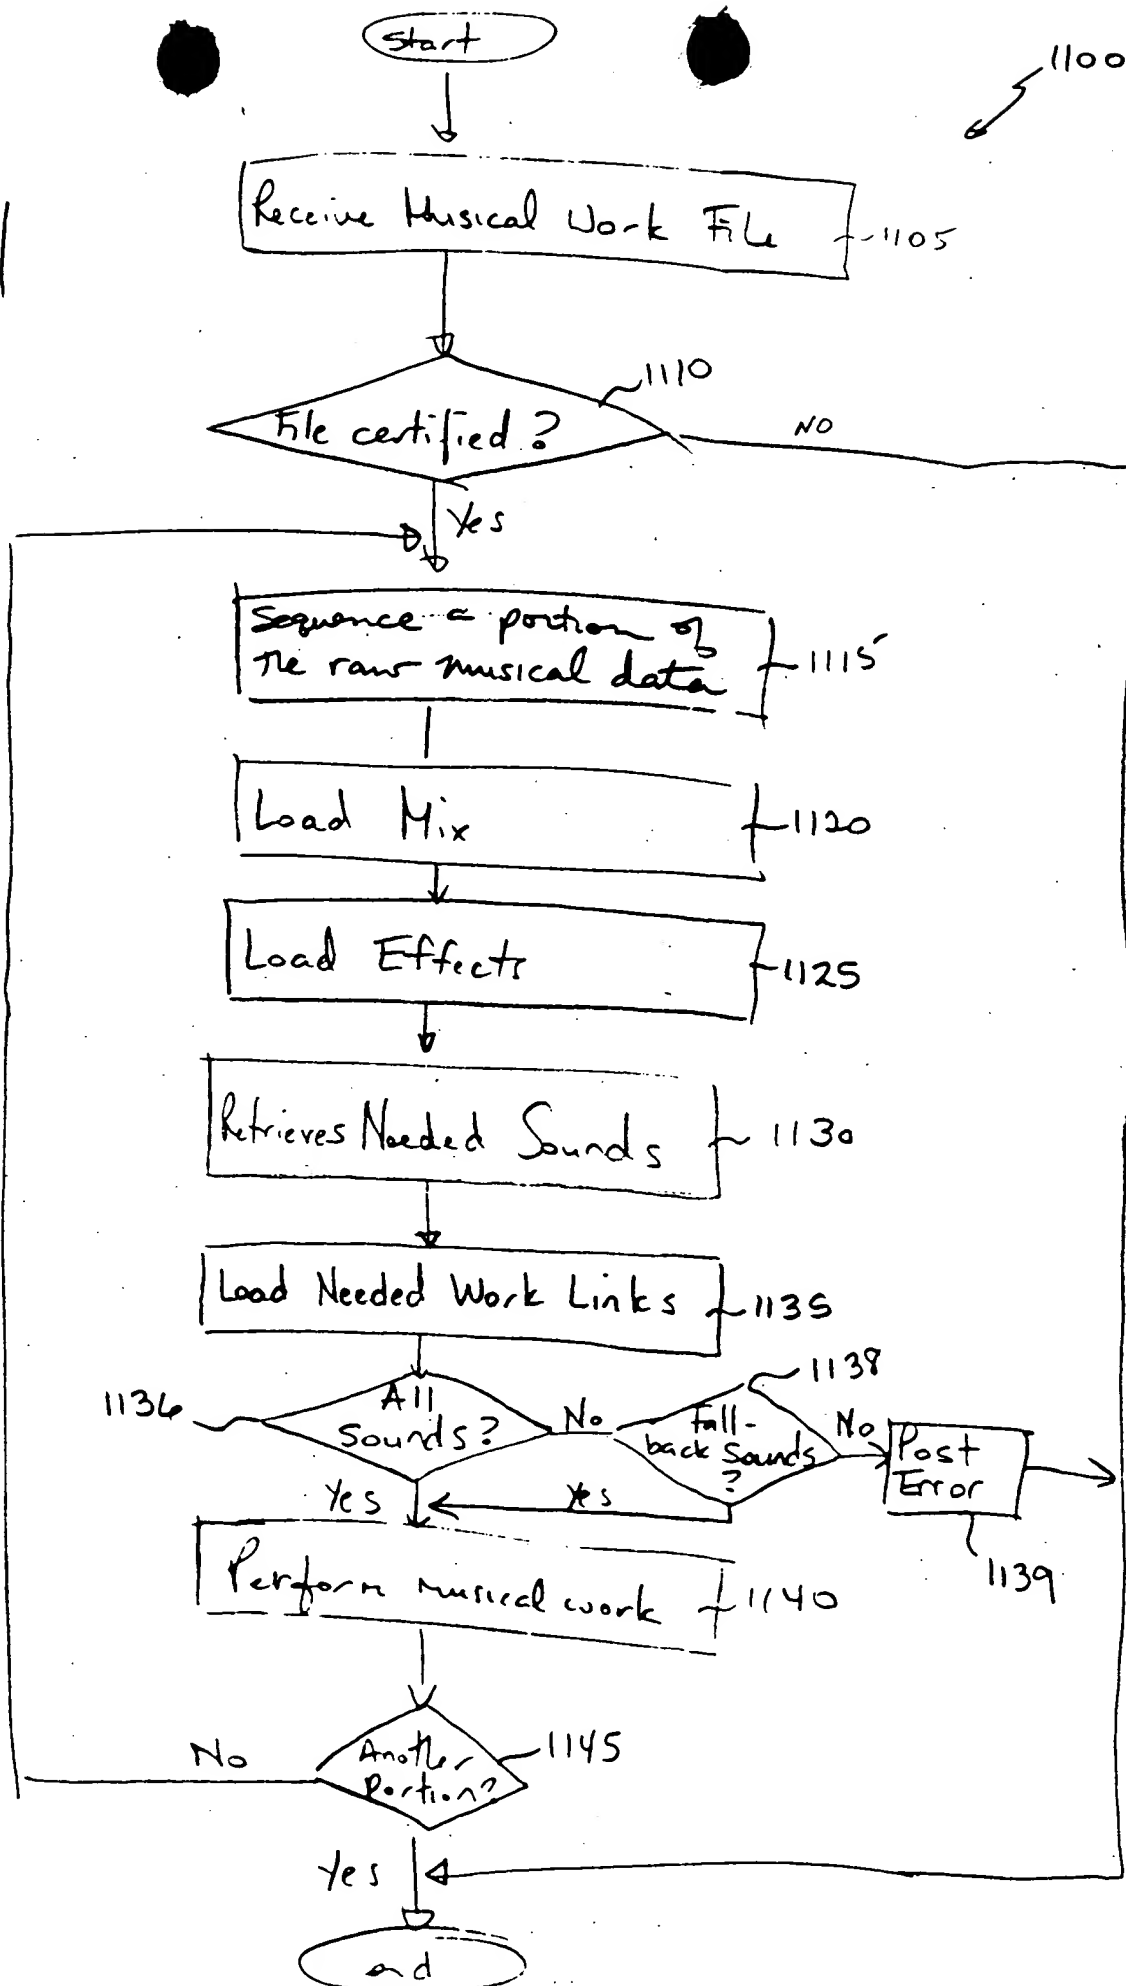 Start
1100
Receive Musical Work File
1105
1110
File certified?
NO
Yes
Sequence a portion of
the raw musical data
1115
Load Mix
1120
Load Effects
1125
Retrieves Needed Sounds
1130
Load Needed Work Links
1135
1138
1136
All
Sounds?
No
Fall-
back Sounds
?
No
Post
Error
Yes
Yes
1139
Perform musical work
1140
No
Another
Portion?
1145
Yes
end